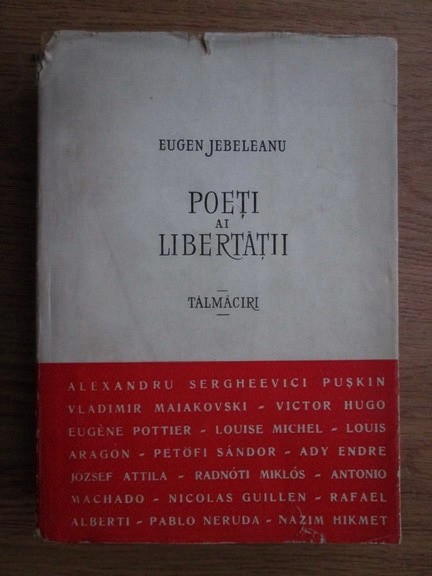 EUGEN JEBELEANU
POEȚI
AI
LIBERTĂȚII
TĂLMĂCIRI
ALEXANDRU SERGHEEVICI PUȘKIN
VLADIMIR MAIAKOVSKI – VICTOR HUGO
EUGÈNE POTTIER – LOUISE MICHEL – LOUIS
ARAGON – PETŐFI SÁNDOR – ADY ENDRE
JÓZSEF ATTILA – RADNÓTI MIKLÓS – ANTONIO
MACHADO – NICOLAS GUILLEN – RAFAEL
ALBERTI – PABLO NERUDA – NAZIM HIKMET